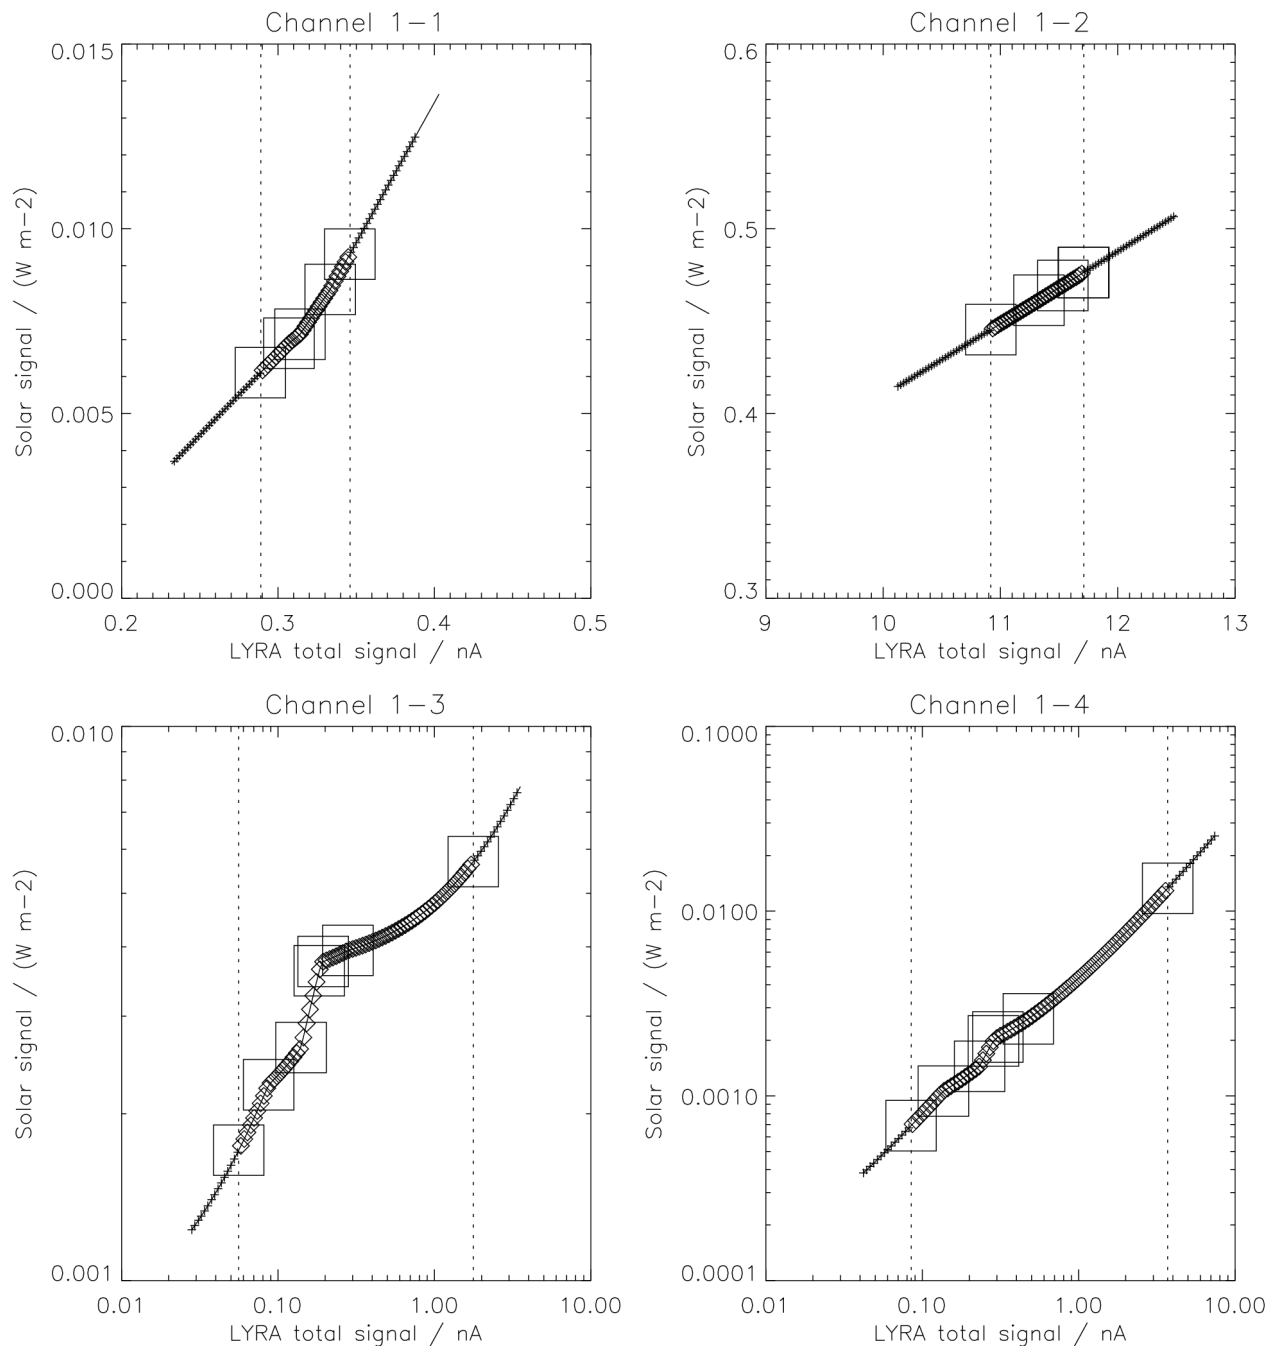 Channel 1-1
0.015
0.010
0.005
0.000
Solar signal / (W m-2)
0.2 0.3 0.4 0.5
LYRA total signal / nA
Channel 1-2
0.6
0.5
0.4
0.3
Solar signal / (W m-2)
9 10 11 12 13
LYRA total signal / nA
Channel 1-3
0.010
0.001
Solar signal / (W m-2)
0.01 0.10 1.00 10.00
LYRA total signal / nA
Channel 1-4
0.1000
0.0100
0.0010
0.0001
Solar signal / (W m-2)
0.01 0.10 1.00 10.00
LYRA total signal / nA